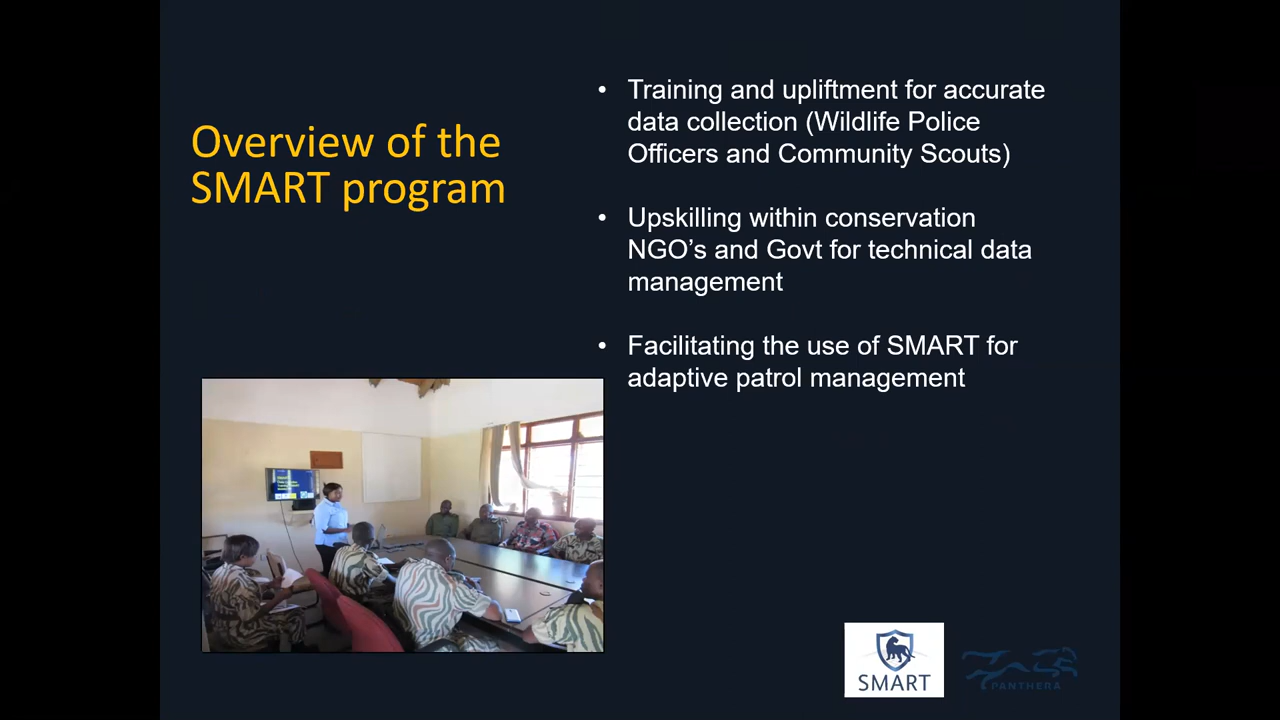 Overview of the
SMART program
• Training and upliftment for accurate
data collection (Wildlife Police
Officers and Community Scouts)
• Upskilling within conservation
NGO’s and Govt for technical data
management
• Facilitating the use of SMART for
adaptive patrol management
SMART
PANTHERA